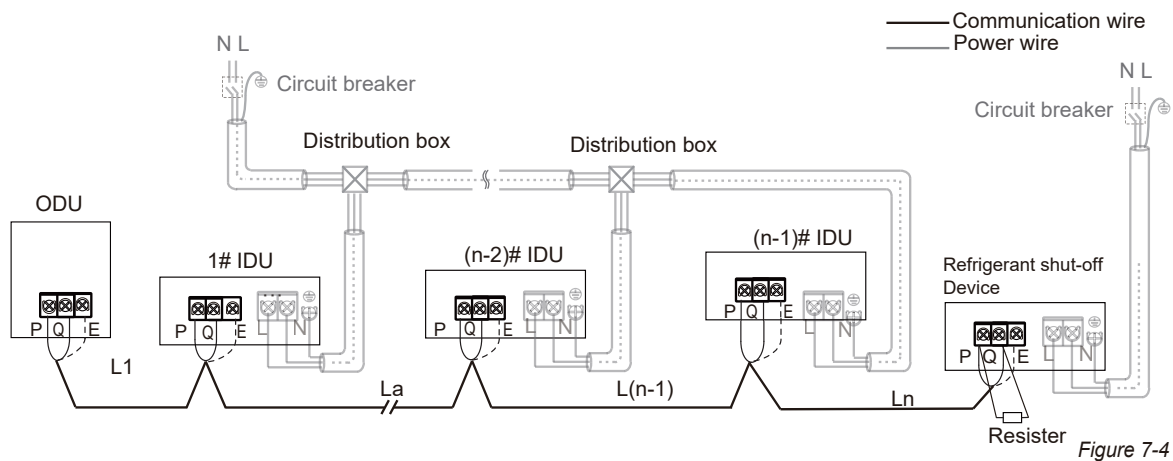 Communication wire
Power wire
N L
Circuit breaker
N L
Circuit breaker
Distribution box
Distribution box
ODU
P Q E
L1
1# IDU
P Q E
L N
La
(n-2)# IDU
P Q E
L N
L(n-1)
(n-1)# IDU
P Q E
L N
Ln
Refrigerant shut-off
Device
P Q E
L N
Resister
Figure 7-4